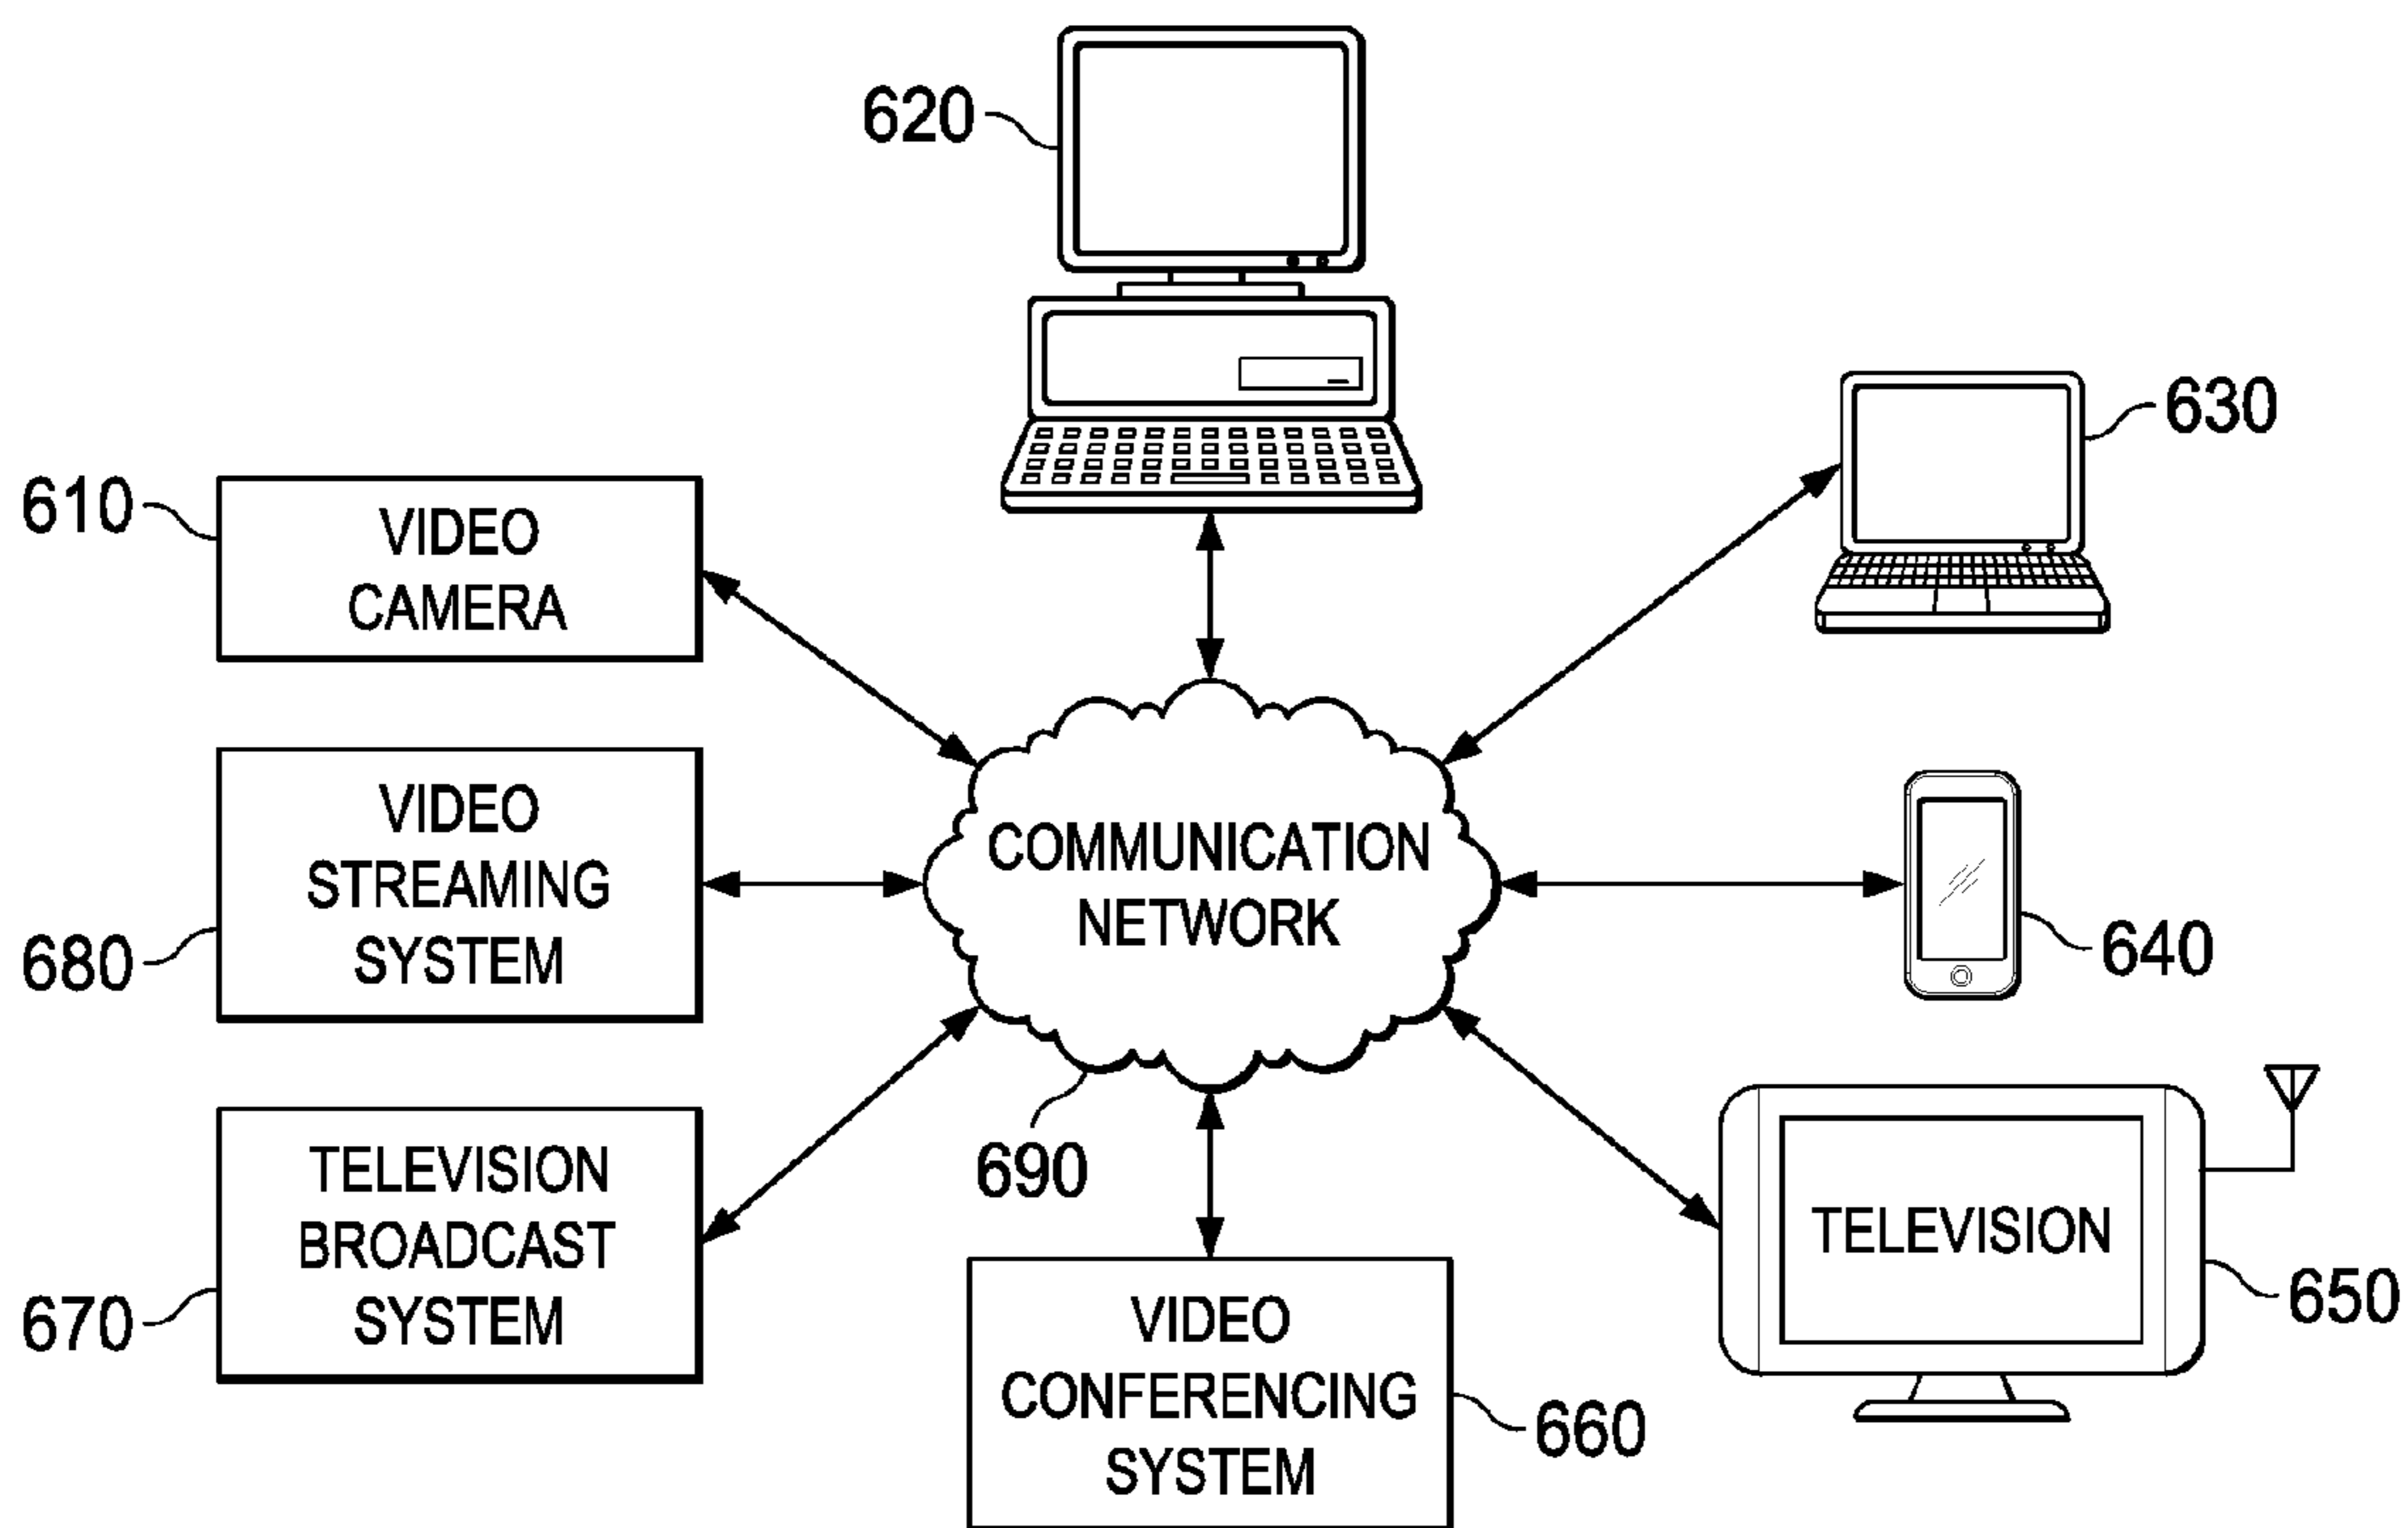 620
630
610
VIDEO
CAMERA
VIDEO
STREAMING
SYSTEM
680
COMMUNICATION
NETWORK
640
690
TELEVISION
BROADCAST
SYSTEM
670
TELEVISION
650
VIDEO
CONFERENCING
SYSTEM
660